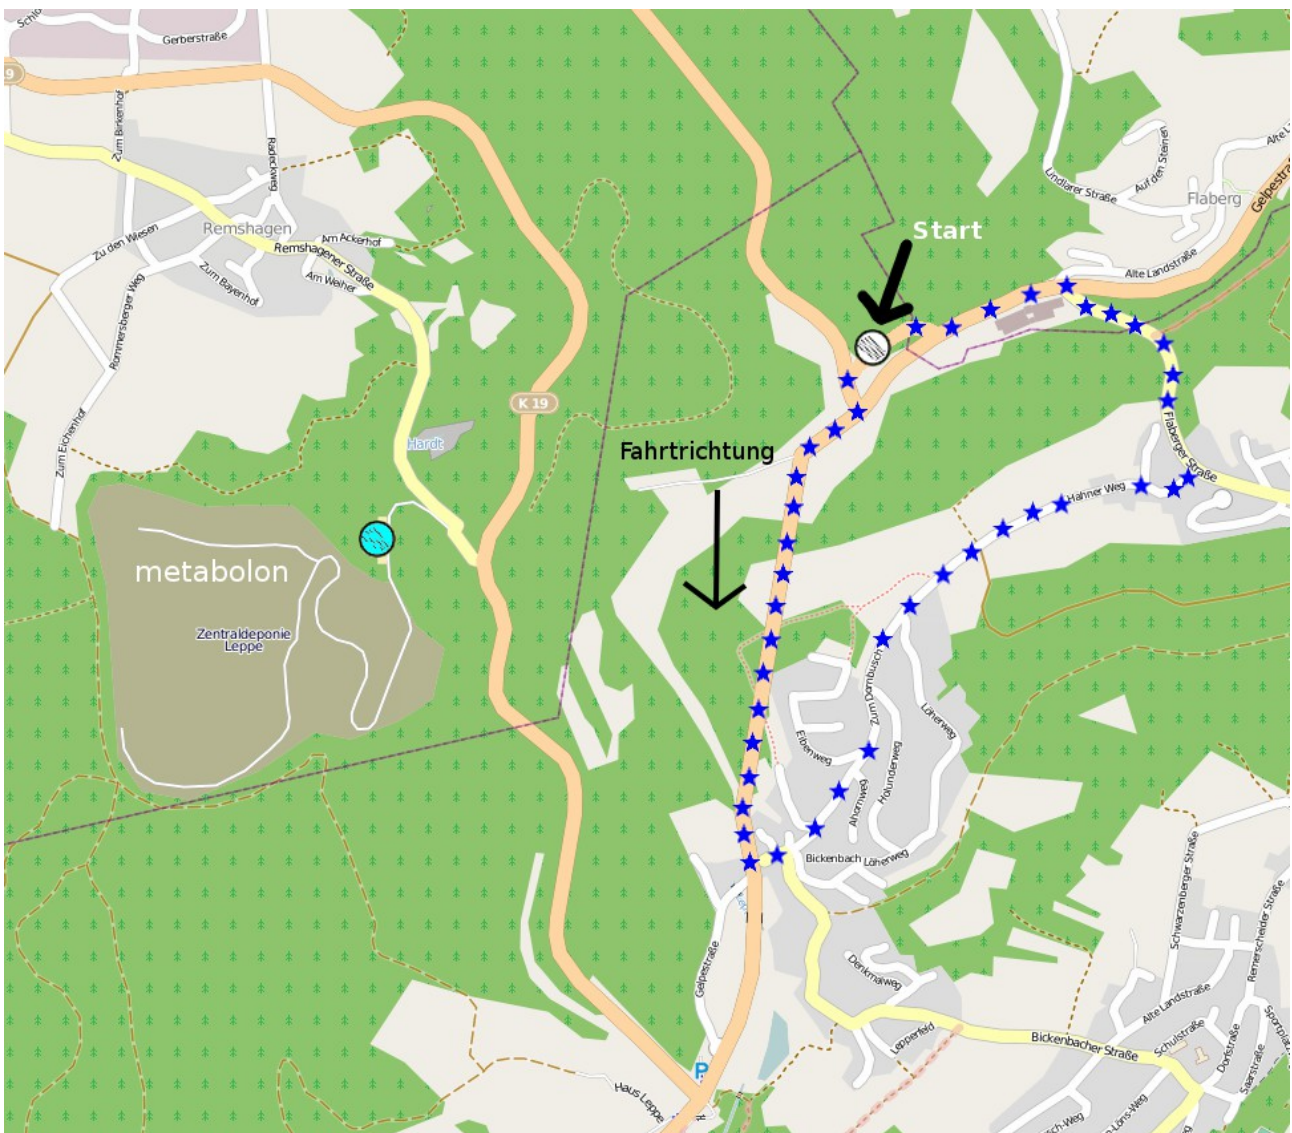 Gerberstraße
Zum Birkenhof
Radeckweg
Remshagen
Zu den Wiesen
Am Ackerhof
Remshagener Straße
Am Weiher
Zum Bayenhof
Rommersberger Weg
Zum Eichenhof
Hardt
K 19
metabolon
Zentraldeponie
Leppe
Start
Fahrtrichtung
Lindlarer Straße
Auf den Steinen
Flaberg
Alte Landstraße
Flaberger Straße
Hahner Weg
Zum Dornbusch
Löherweg
Eibenweg
Holunderweg
Ahornweg
Bickenbach
Löherweg
Gelpestraße
Denkmalweg
Lepperfeld
Bickenbacher Straße
Schwarzenberger Straße
Remerscheider Straße
Alte Landstraße
Schulstraße
Dorfstraße
Saarstraße
P
Haus Leppe